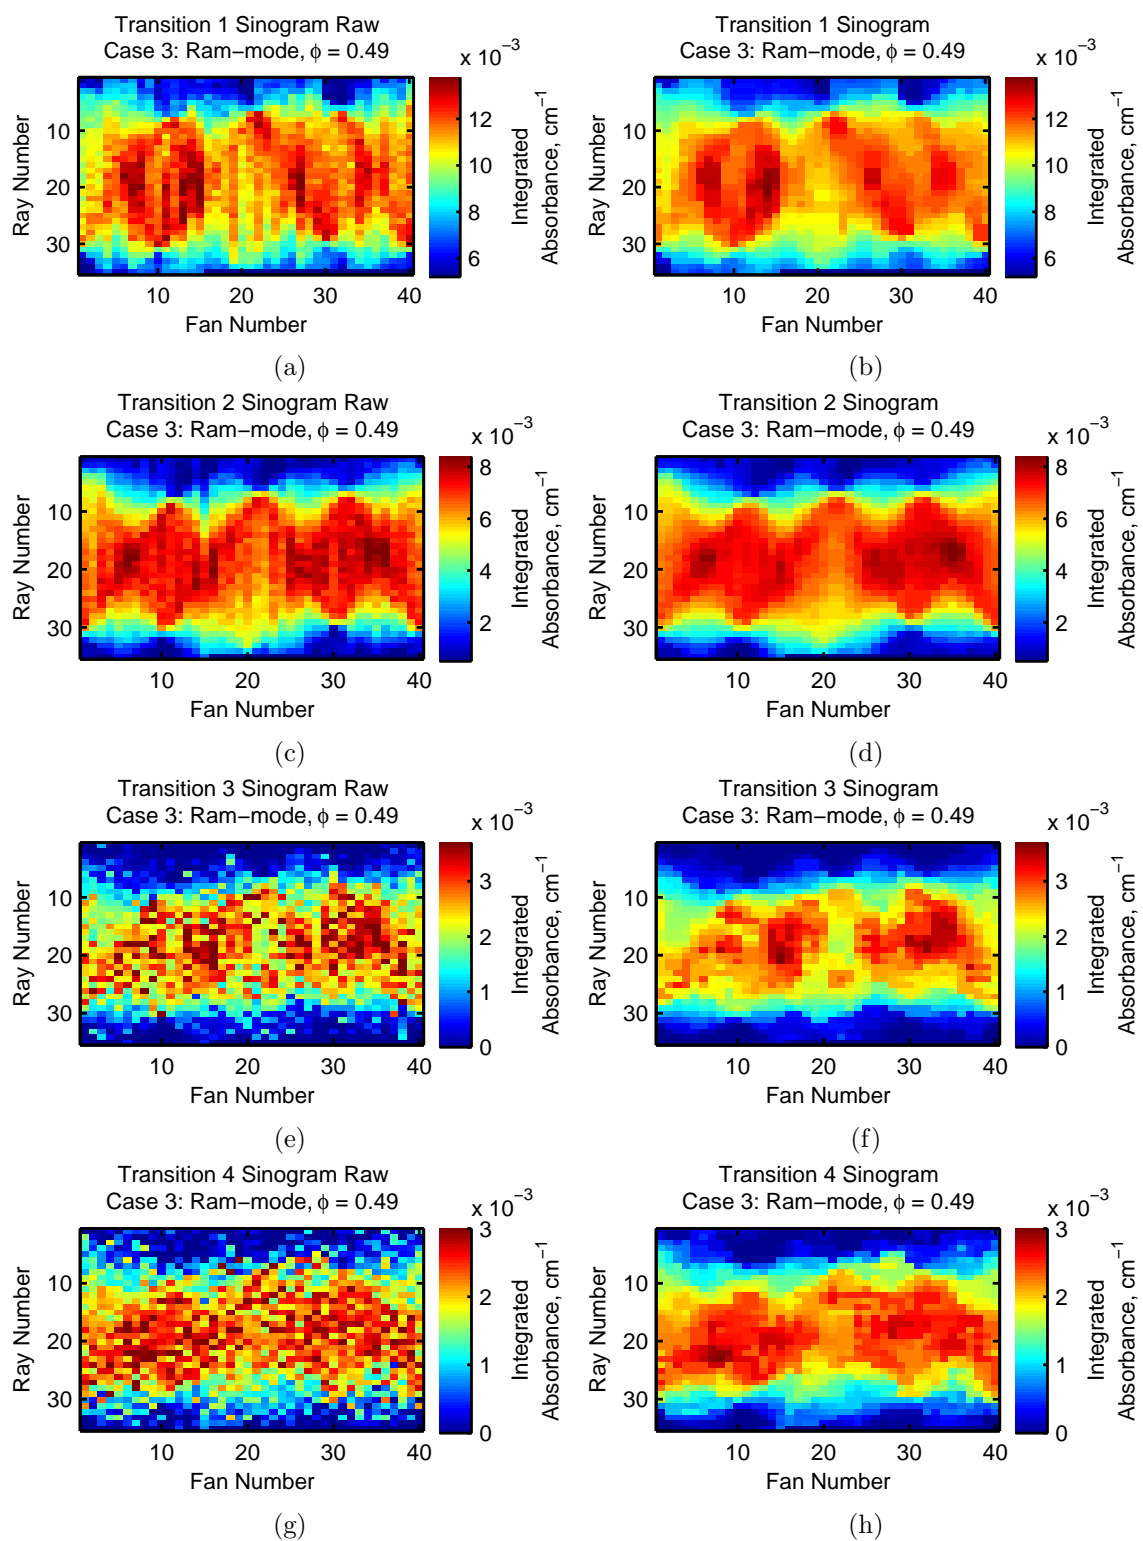 Transition 1 Sinogram Raw
Case 3: Ram−mode, ϕ = 0.49
x 10−3
12
10
8
6
Integrated
Absorbance, cm−1
Ray Number
10
20
30
10 20 30 40
Fan Number
(a)
Transition 1 Sinogram
Case 3: Ram−mode, ϕ = 0.49
x 10−3
12
10
8
6
Integrated
Absorbance, cm−1
Ray Number
10
20
30
10 20 30 40
Fan Number
(b)
Transition 2 Sinogram Raw
Case 3: Ram−mode, ϕ = 0.49
x 10−3
8
6
4
2
Integrated
Absorbance, cm−1
Ray Number
10
20
30
10 20 30 40
Fan Number
(c)
Transition 2 Sinogram
Case 3: Ram−mode, ϕ = 0.49
x 10−3
8
6
4
2
Integrated
Absorbance, cm−1
Ray Number
10
20
30
10 20 30 40
Fan Number
(d)
Transition 3 Sinogram Raw
Case 3: Ram−mode, ϕ = 0.49
x 10−3
3
2
1
0
Integrated
Absorbance, cm−1
Ray Number
10
20
30
10 20 30 40
Fan Number
(e)
Transition 3 Sinogram
Case 3: Ram−mode, ϕ = 0.49
x 10−3
3
2
1
0
Integrated
Absorbance, cm−1
Ray Number
10
20
30
10 20 30 40
Fan Number
(f)
Transition 4 Sinogram Raw
Case 3: Ram−mode, ϕ = 0.49
x 10−3
3
2
1
0
Integrated
Absorbance, cm−1
Ray Number
10
20
30
10 20 30 40
Fan Number
(g)
Transition 4 Sinogram
Case 3: Ram−mode, ϕ = 0.49
x 10−3
3
2
1
0
Integrated
Absorbance, cm−1
Ray Number
10
20
30
10 20 30 40
Fan Number
(h)